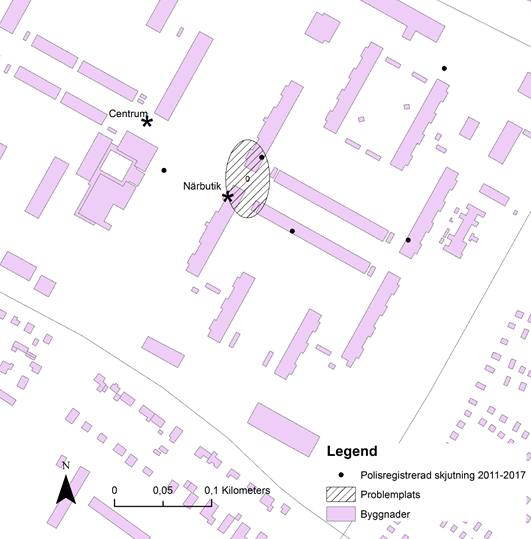 Centrum
Närbutik
0
Legend
Polisregistrerad skjutning 2011-2017
Problemplats
Byggnader
N
0 0,05 0,1 Kilometers